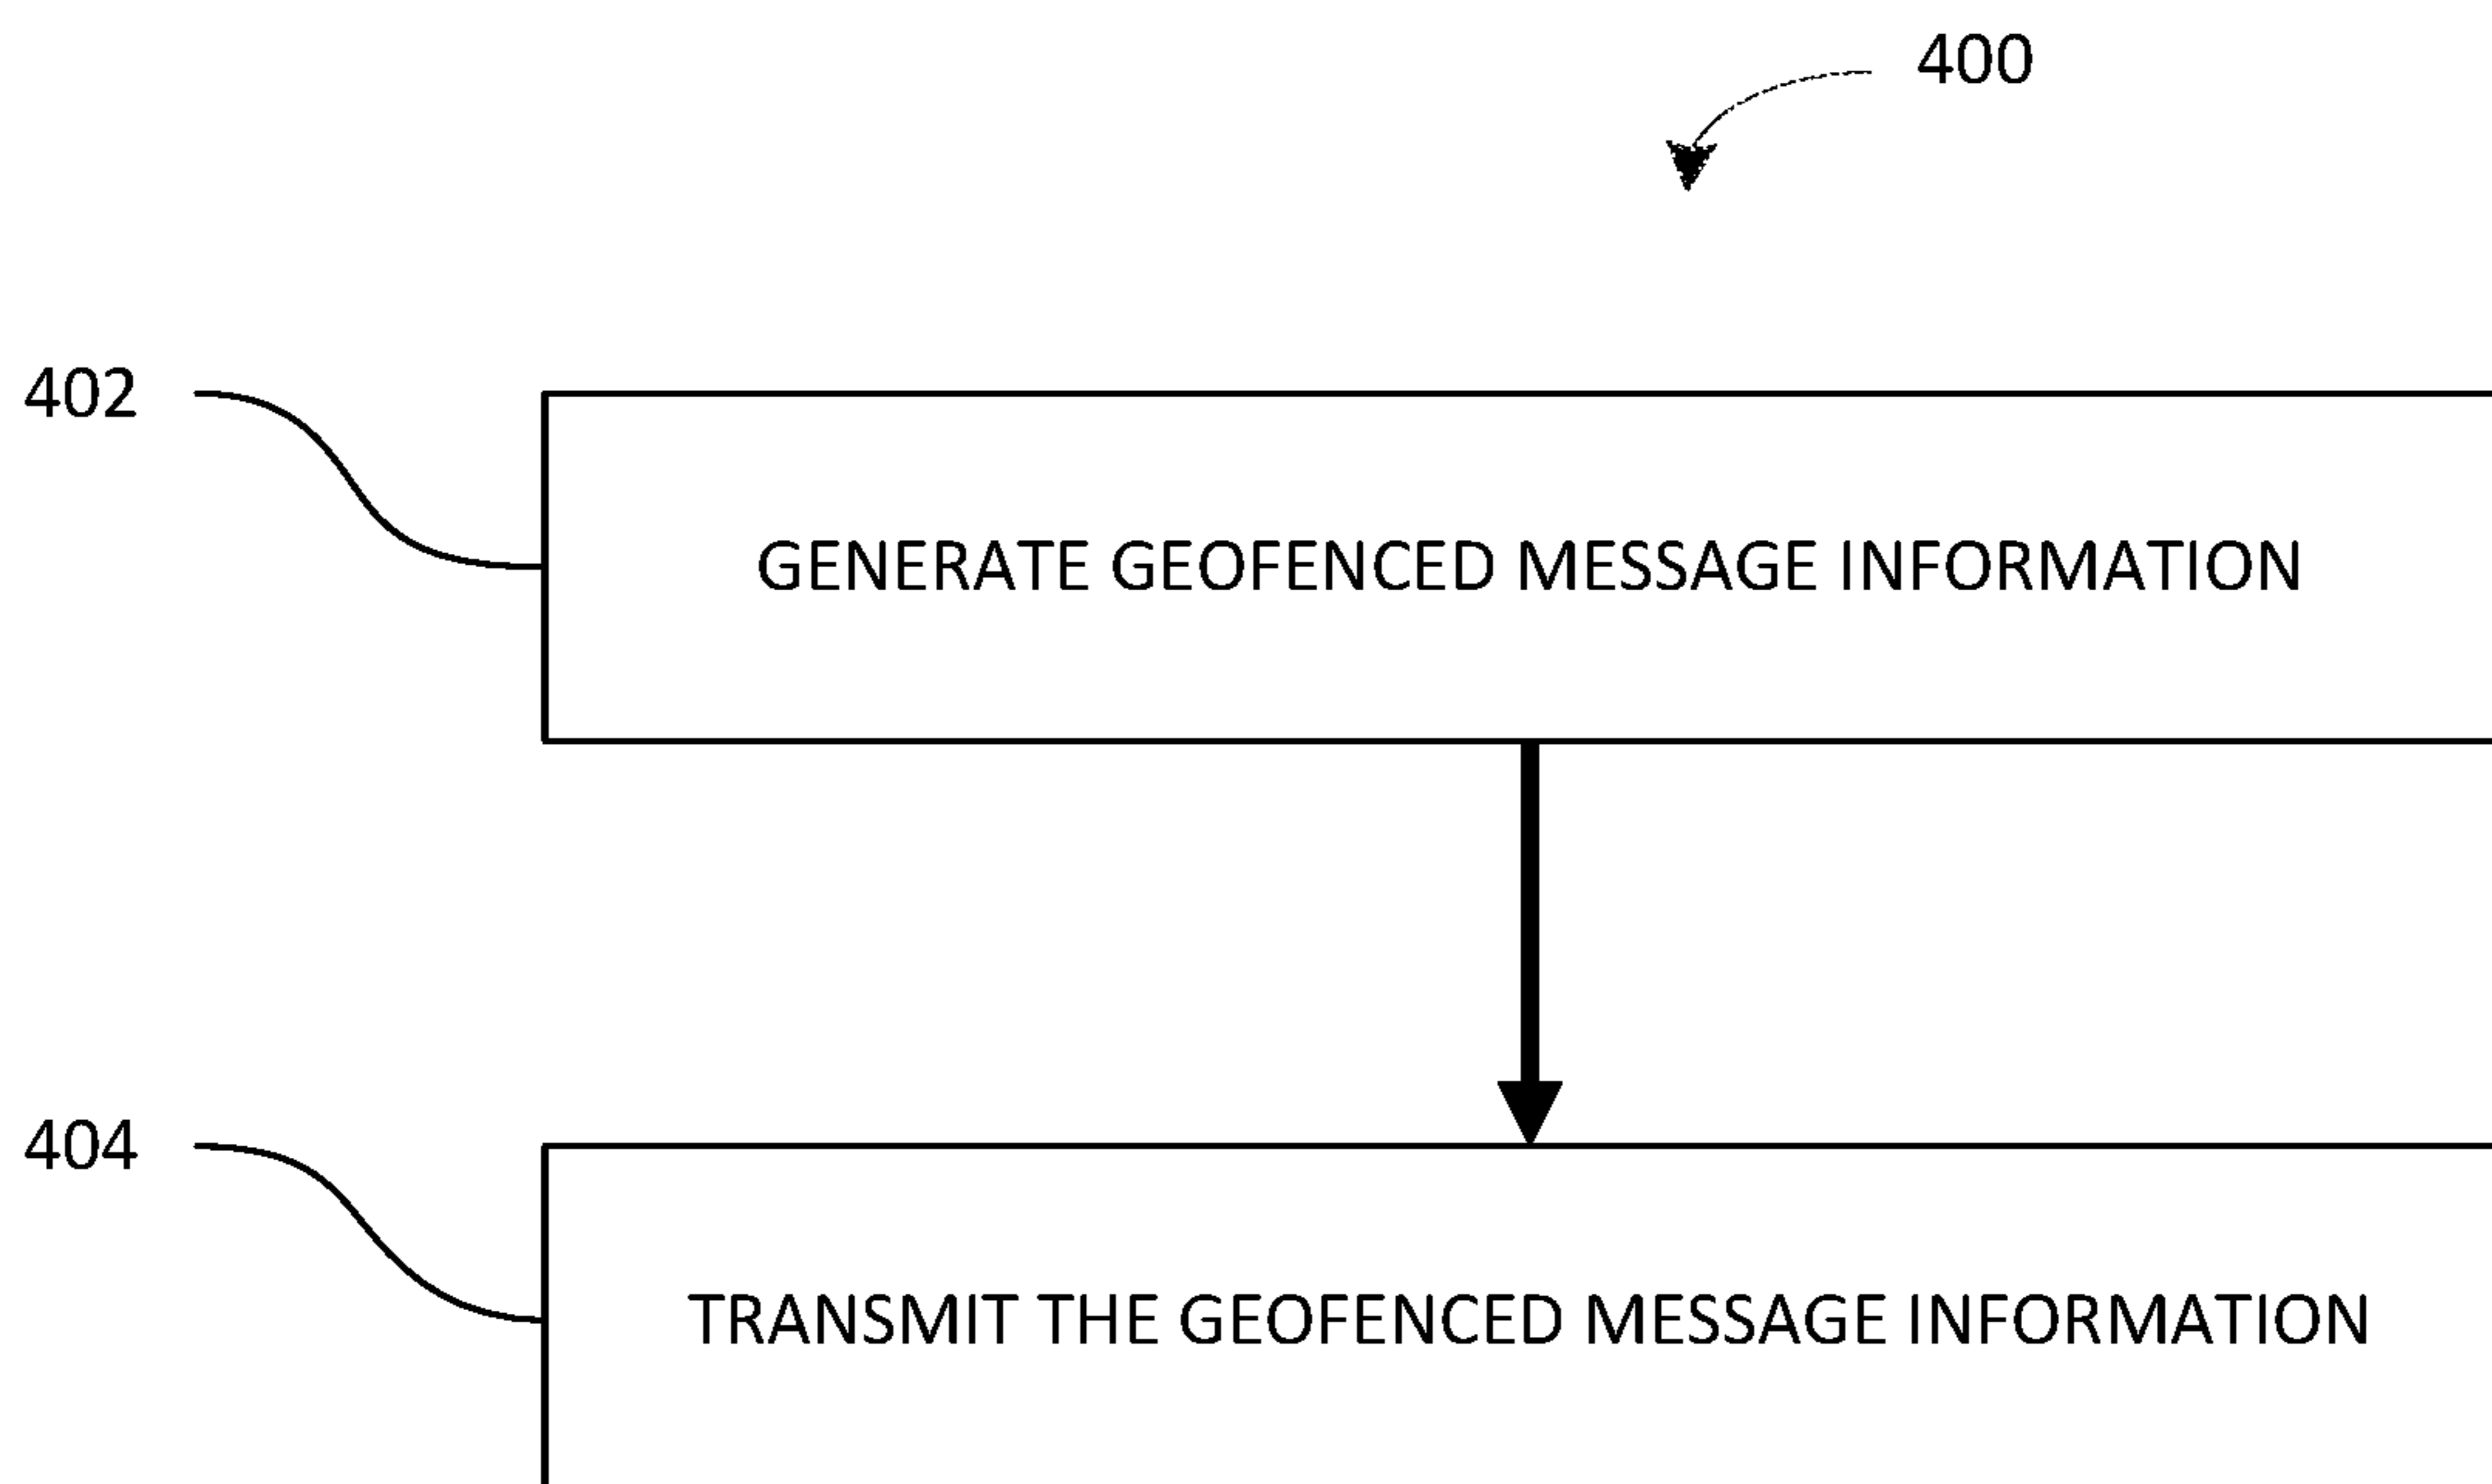 400
402
GENERATE GEOFENCED MESSAGE INFORMATION
404
TRANSMIT THE GEOFENCED MESSAGE INFORMATION